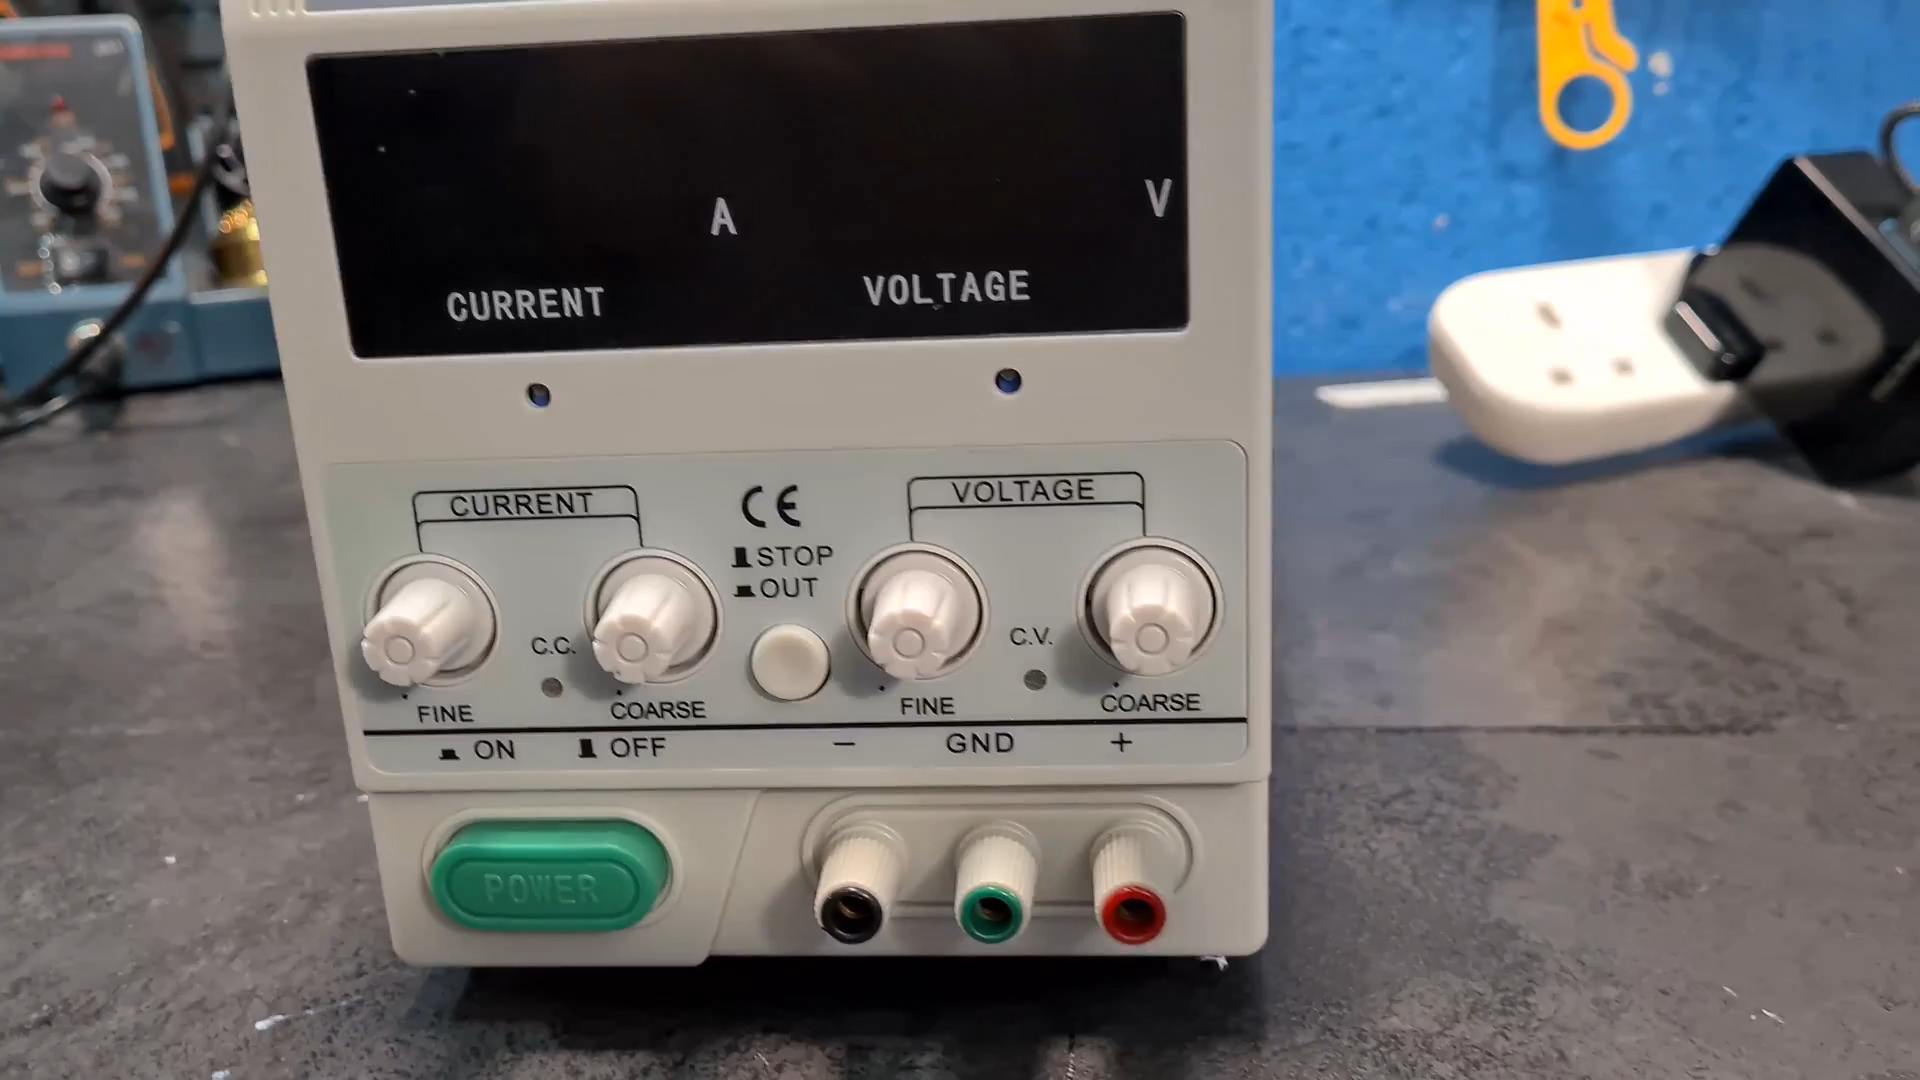 A
V
CURRENT
VOLTAGE
CURRENT
CE
VOLTAGE
STOP
OUT
C.C.
C.V.
FINE
COARSE
FINE
COARSE
ON
OFF
−
GND
+
POWER